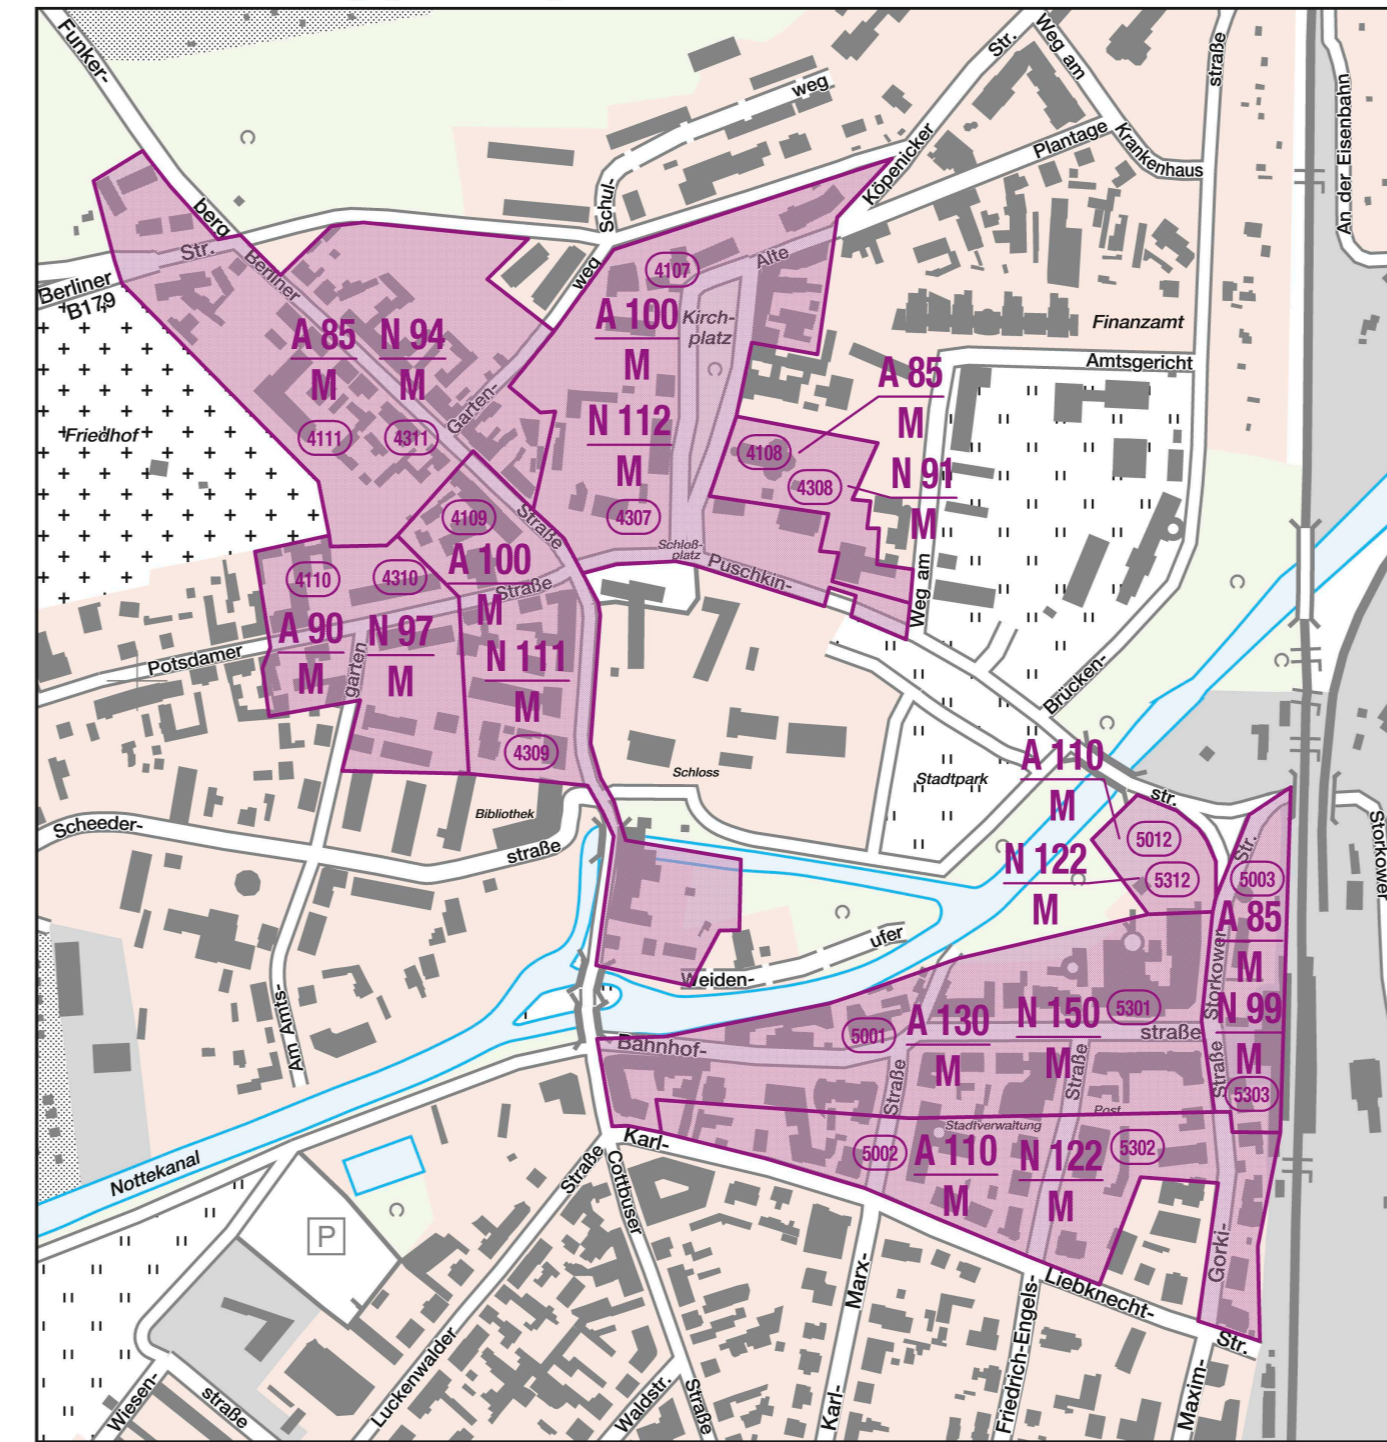 Funker-
berg
Str.
Berliner
Berliner
B179
Schul-
weg
weg
Garten-
Köpenicker
Str.
Weg am
Krankenhaus
Plantage
straße
An der Eisenbahn
Alte
Kirch-
platz
4107
A 100
M
N 112
M
4307
A 85
M
N 94
M
4111
4311
Friedhof
Finanzamt
Amtsgericht
A 85
M
N 91
M
4108
4308
4109
Straße
A 100
M
Straße
N 111
M
4309
4110
4310
A 90
M
N 97
M
Potsdamer
garten
Schloß-
platz
Puschkin-
Weg am
Brücken-
str.
Schloss
Stadtpark
Bibliothek
Scheeder-
straße
Am Amts-
A 110
M
N 122
M
5012
5312
Str.
5003
A 85
M
N 99
M
5303
Storkower
Straße
Storkower
ufer
Weiden-
Bahnhof-
straße
5001
A 130
M
N 150
M
5301
Straße
Straße
Post
Stadtverwaltung
5002
A 110
M
N 122
M
5302
Gorki-
Nottekanal
P
Karl-
Liebknecht-
Str.
Straße
Luckenwalder
Cottbuser
Straße
Waldstr.
Wiesen-
straße
Marx-
Karl-
Friedrich-Engels-
Maxim-